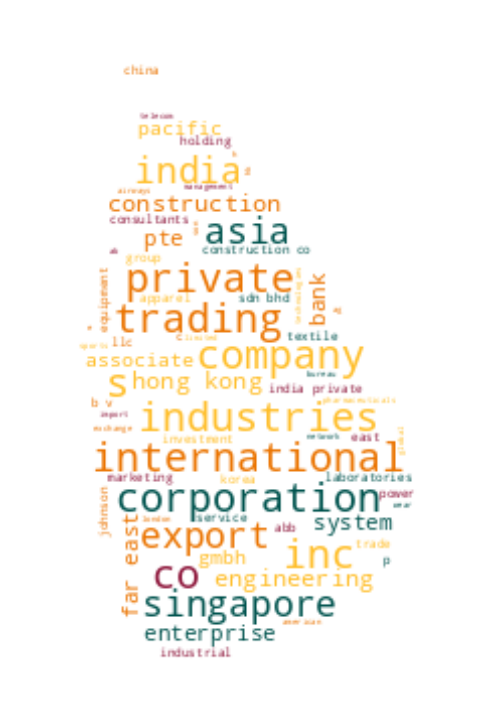 china
telecom
pacific
holding
india
airways
management
construction
consultants
asia
pte
construction co
group
private
equipment
apparel
sdn bhd
technologies
bank
trading
c
limited
textile
sports
llc
company
associate
bureau
s
hong kong
india private
b v
pharmaceuticals
import
industries
exchange
investment
network
east
global
international
marketing
korea
laboratories
corporation
power
johnson
wear
london
service
abb
system
far east
export
trade
gmbh
inc
p
co
engineering
singapore
american
enterprise
industrial